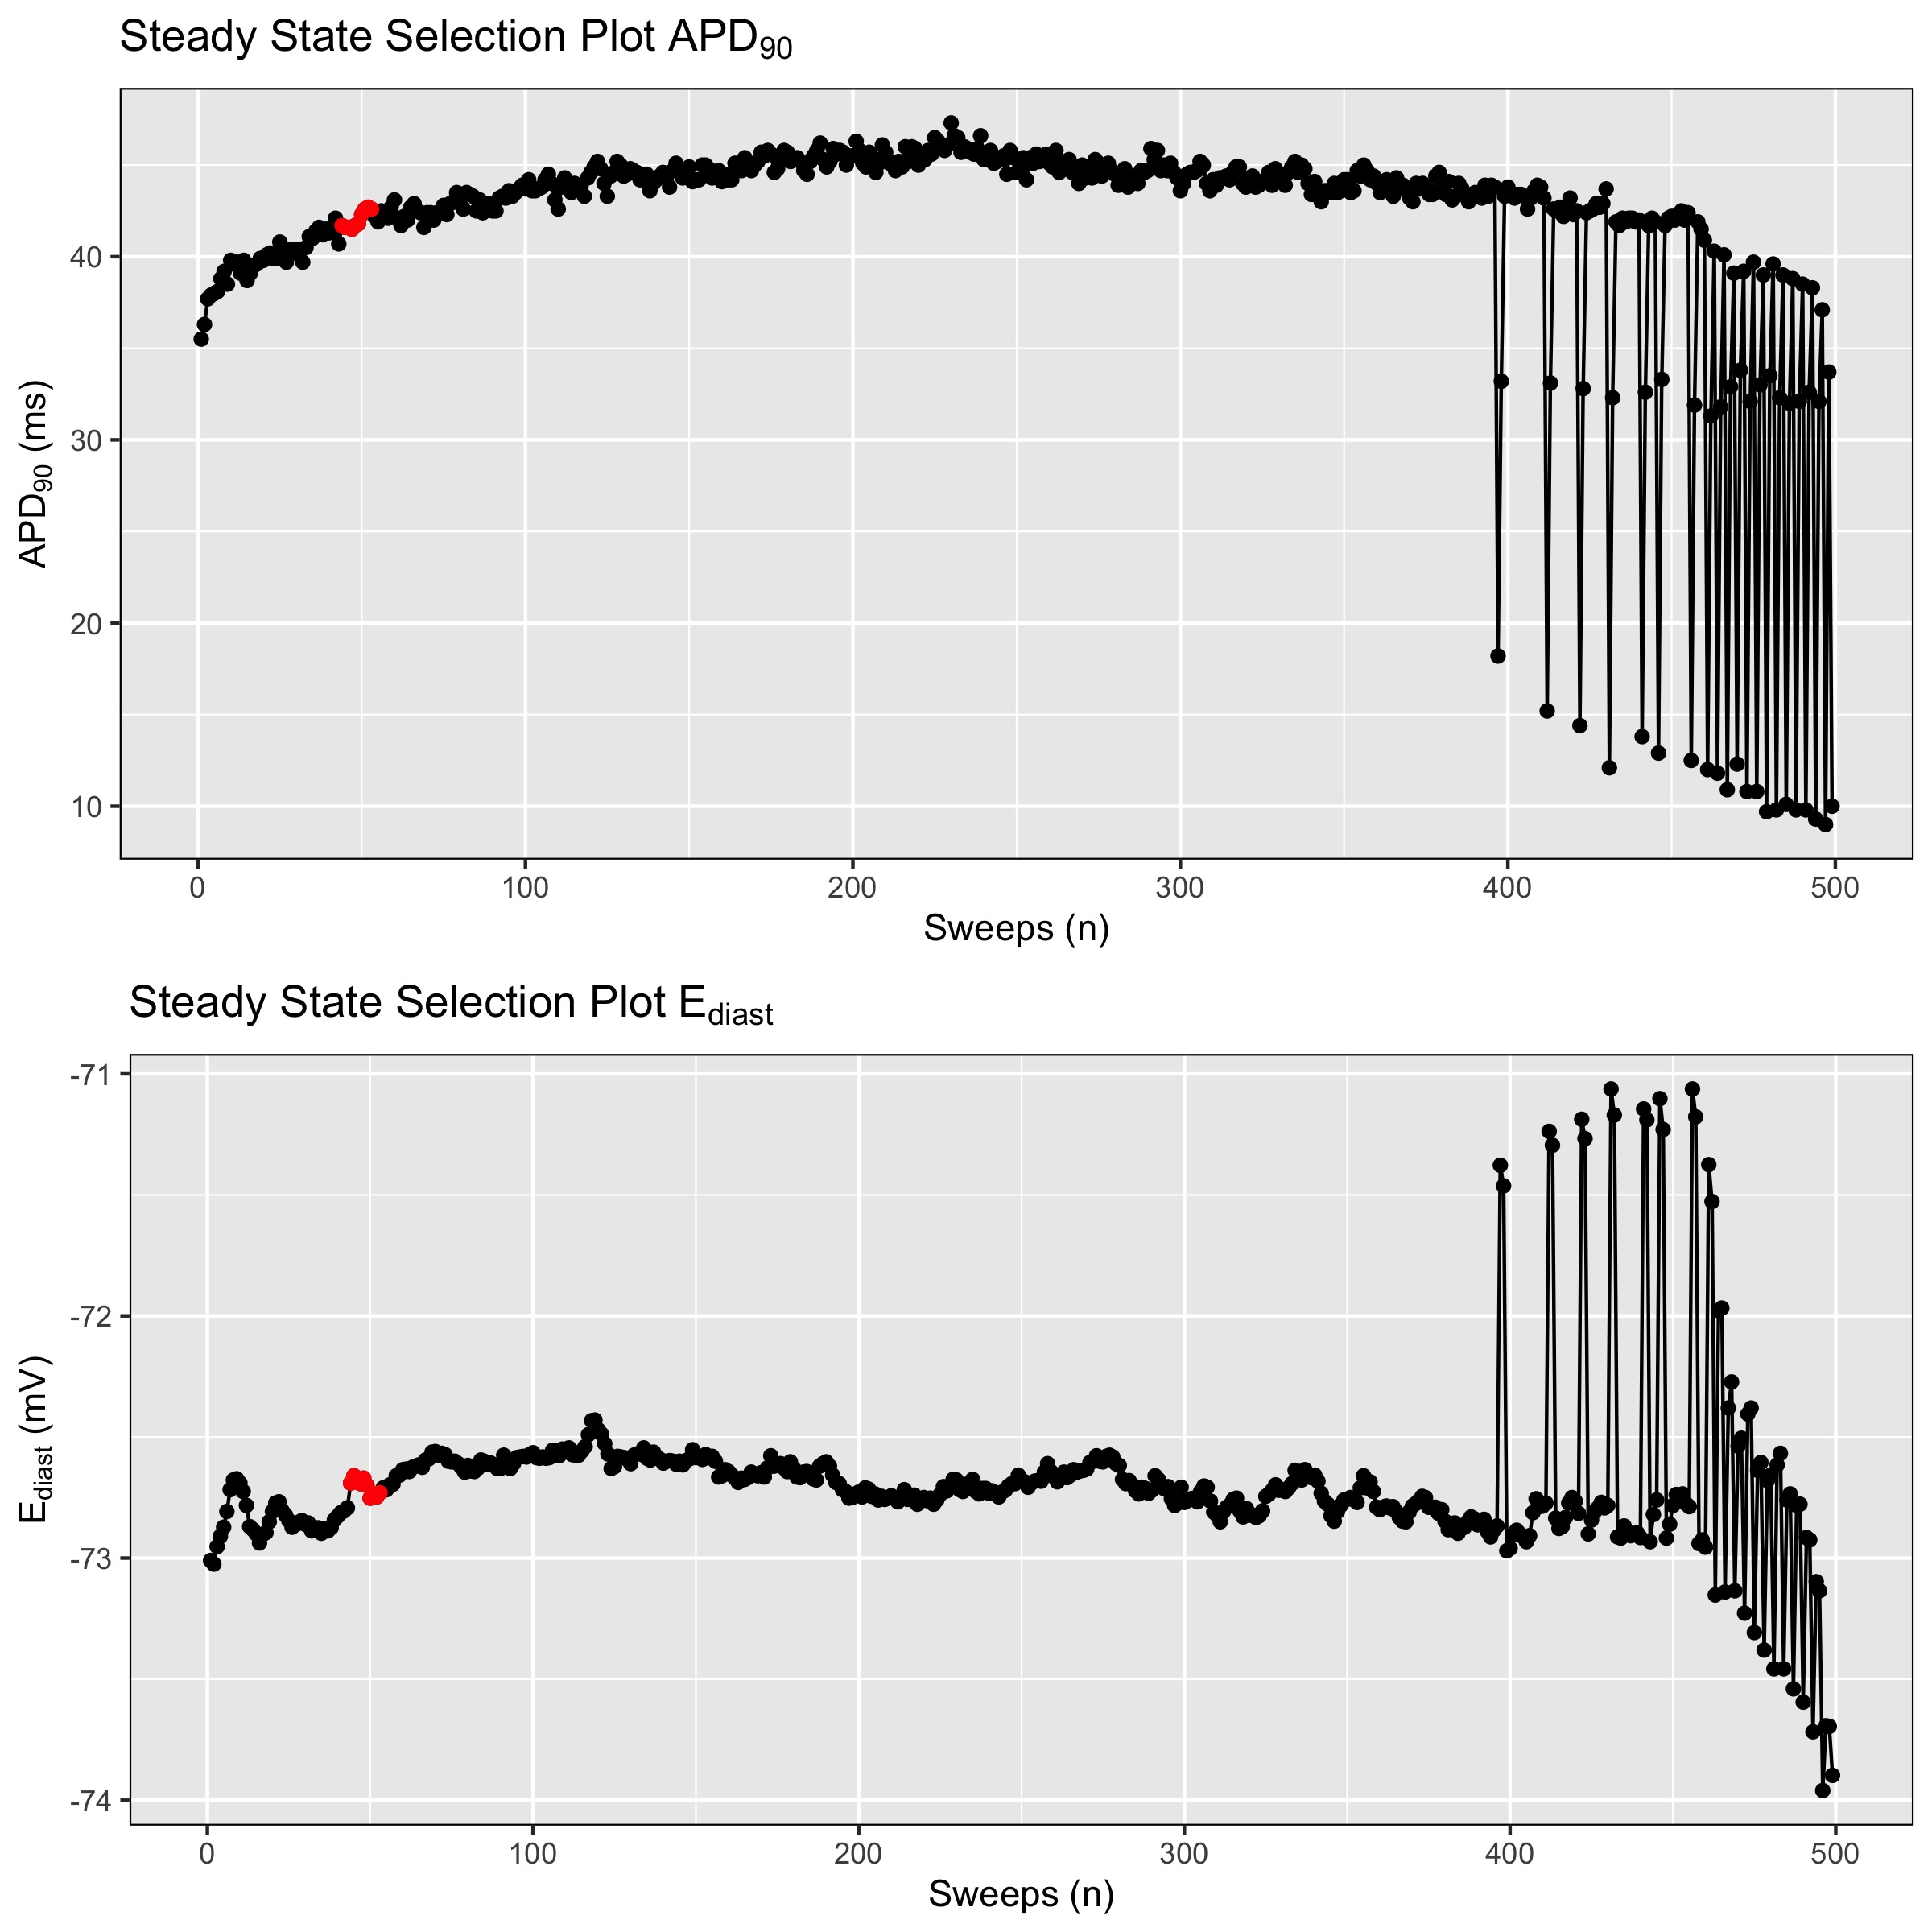 Steady State Selection Plot APD90
40
30
20
10
APD90 (ms)
0 100 200 300 400 500
Sweeps (n)
Steady State Selection Plot Ediast
-71
-72
-73
-74
Ediast (mV)
0 100 200 300 400 500
Sweeps (n)